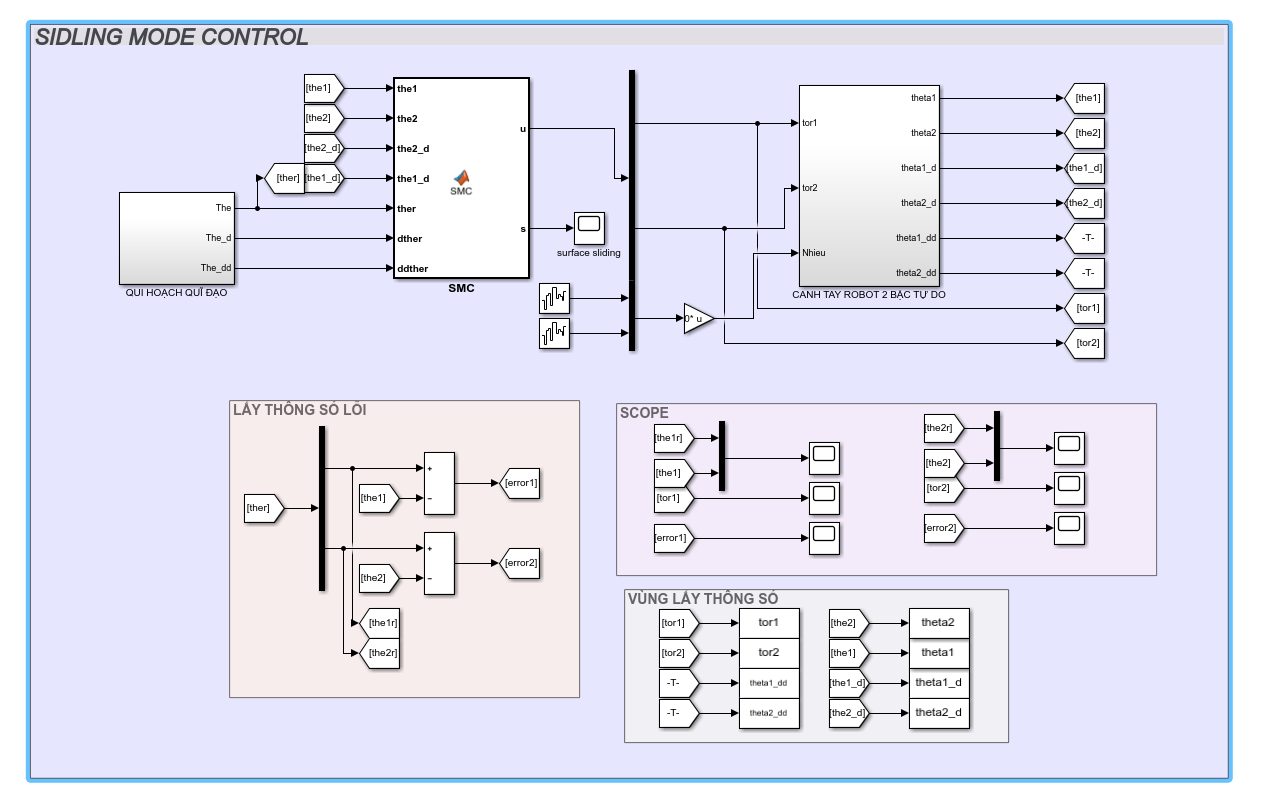 SIDLING MODE CONTROL
[the1]
[the2]
[the2_d]
[ther]
[the1_d]
the1
the2
the2_d
the1_d
ther
dther
ddther
u
s
SMC
SMC
The
The_d
The_dd
QUI HOẠCH QUĨ ĐẠO
surface sliding
0* u
tor1
tor2
Nhieu
theta1
theta2
theta1_d
theta2_d
theta1_dd
theta2_dd
CANH TAY ROBOT 2 BẬC TỰ DO
[the1]
[the2]
[the1_d]
[the2_d]
-T-
-T-
[tor1]
[tor2]
LẤY THÔNG SỐ LỖI
[ther]
[the1]
+
−
[error1]
[the2]
+
−
[error2]
[the1r]
[the2r]
SCOPE
[the1r]
[the1]
[tor1]
[error1]
[the2r]
[the2]
[tor2]
[error2]
VÙNG LẤY THÔNG SỐ
[tor1]
tor1
[tor2]
tor2
-T-
theta1_dd
-T-
theta2_dd
[the2]
theta2
[the1]
theta1
[the1_d]
theta1_d
[the2_d]
theta2_d